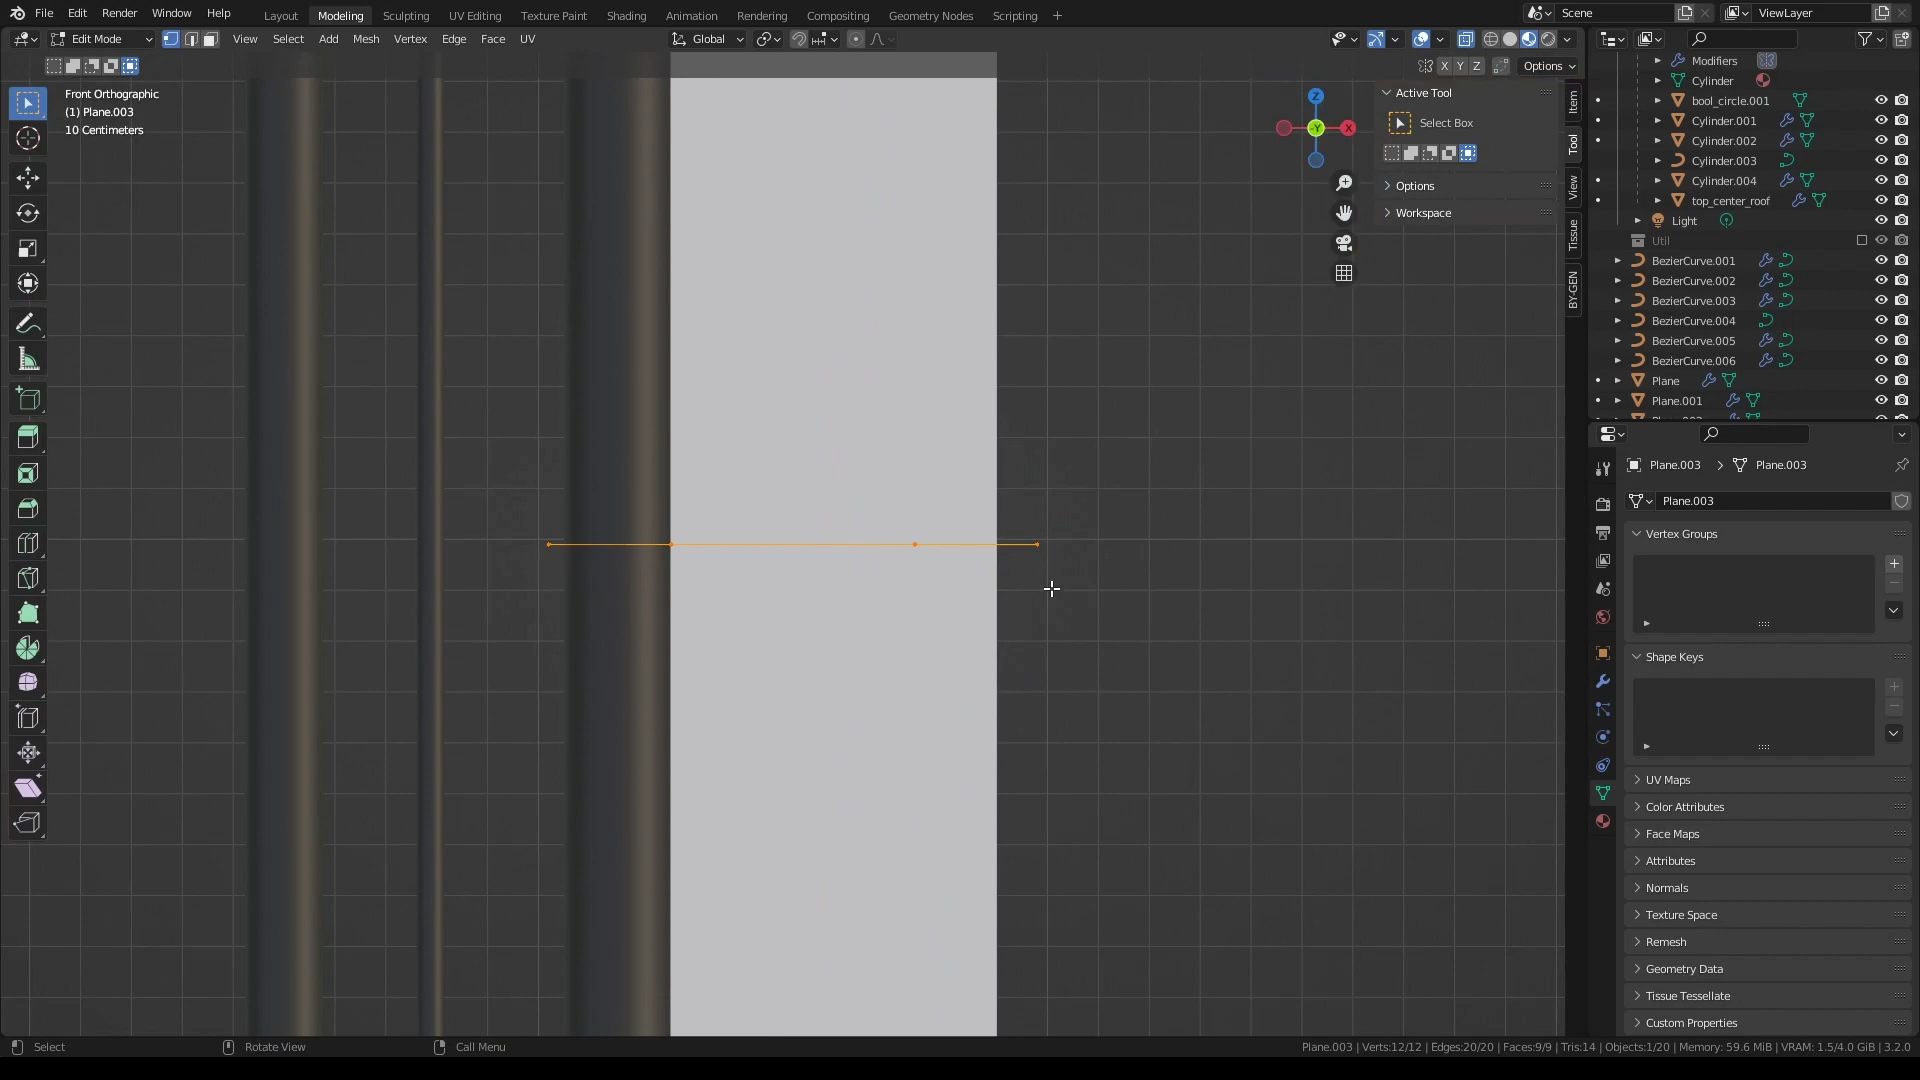 File Edit Render Window Help Layout Modeling Sculpting UV Editing Texture Paint Shading Animation Rendering Compositing Geometry Nodes Scripting + Scene ViewLayer
Edit Mode View Select Add Mesh Vertex Edge Face UV Global
X Y Z Options
Front Orthographic
(1) Plane.003
10 Centimeters
Z
X
-Y
Active Tool
Select Box
Options
Workspace
Item
Tool
View
Tissue
BY-GEN
Modifiers
Cylinder
bool_circle.001
Cylinder.001
Cylinder.002
Cylinder.003
Cylinder.004
top_center_roof
Light
Util
BezierCurve.001
BezierCurve.002
BezierCurve.003
BezierCurve.004
BezierCurve.005
BezierCurve.006
Plane
Plane.001
Plane.003 > Plane.003
Plane.003
Vertex Groups
Shape Keys
UV Maps
Color Attributes
Face Maps
Attributes
Normals
Texture Space
Remesh
Geometry Data
Tissue Tessellate
Custom Properties
Select Rotate View Call Menu Plane.003 | Verts:12/12 | Edges:20/20 | Faces:9/9 | Tris:14 | Objects:1/20 | Memory: 59.6 MiB | VRAM: 1.5/4.0 GiB | 3.2.0